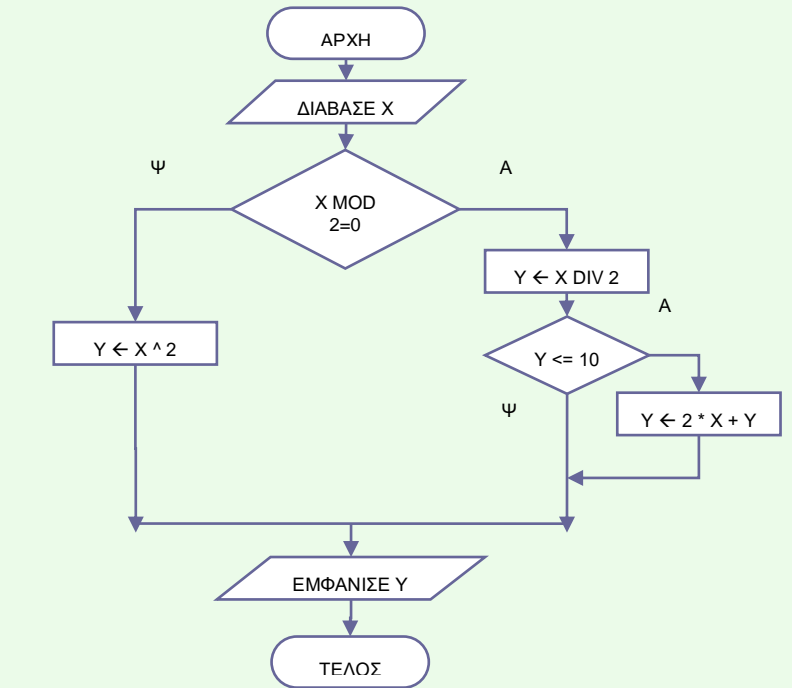 ΑΡΧΗ
ΔΙΑΒΑΣΕ Χ
Ψ
Α
X MOD
2=0
Y ← X DIV 2
Α
Y ← X ^ 2
Y <= 10
Ψ
Y ← 2 * X + Y
ΕΜΦΑΝΙΣΕ Υ
ΤΕΛΟΣ